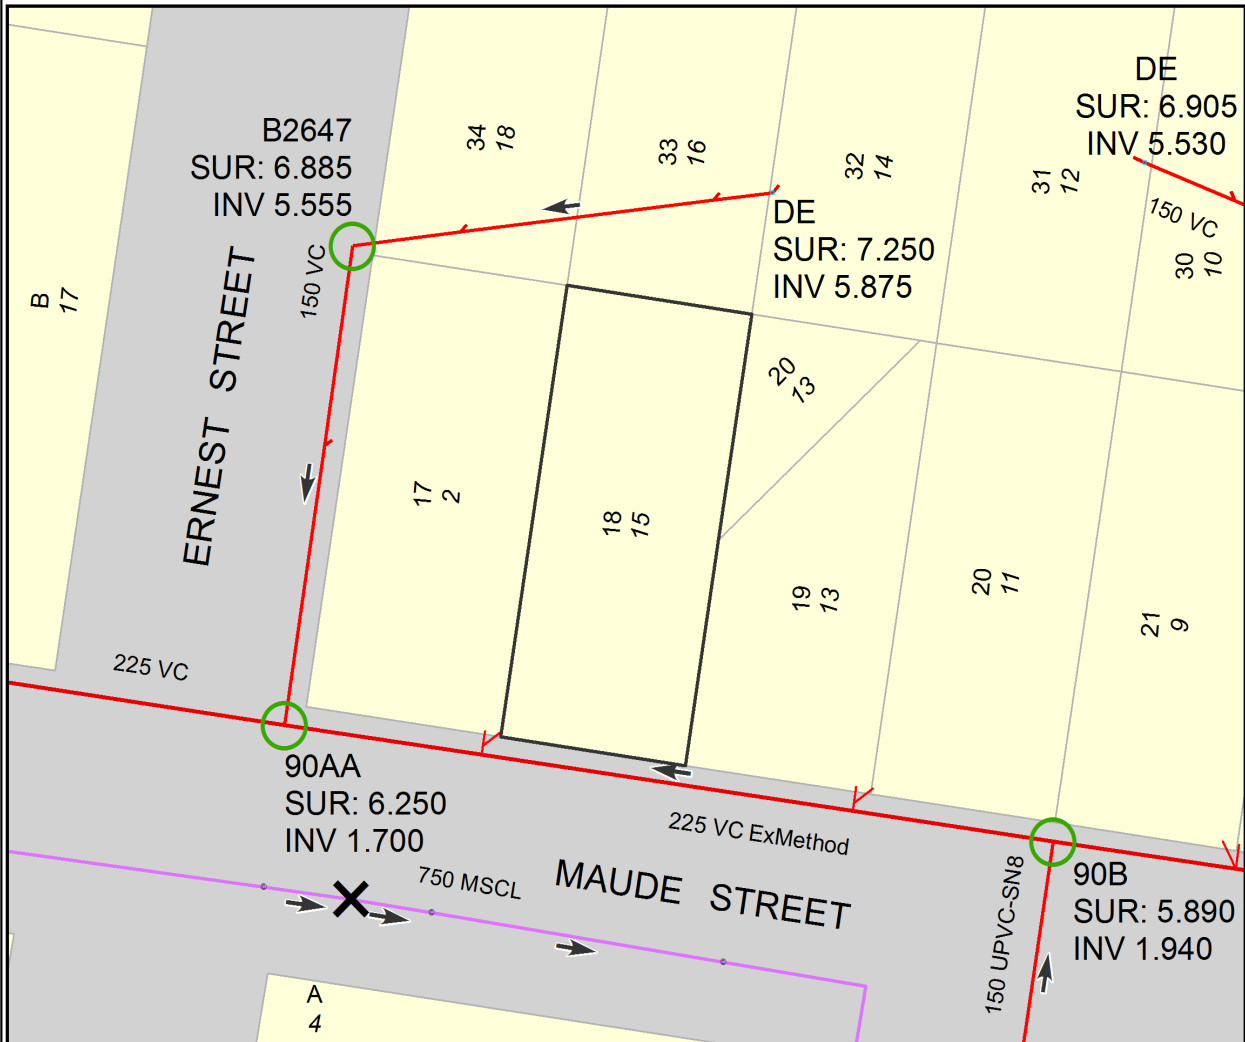 DE
SUR: 6.905
INV 5.530
B2647
SUR: 6.885
INV 5.555
34
18
33
16
32
14
31
12
150 VC
30
10
DE
SUR: 7.250
INV 5.875
150 VC
B
17
ERNEST STREET
20
13
17
2
18
15
19
13
20
11
21
9
225 VC
90AA
SUR: 6.250
INV 1.700
225 VC ExMethod
750 MSCL
MAUDE STREET
150 UPVC-SN8
90B
SUR: 5.890
INV 1.940
A
4